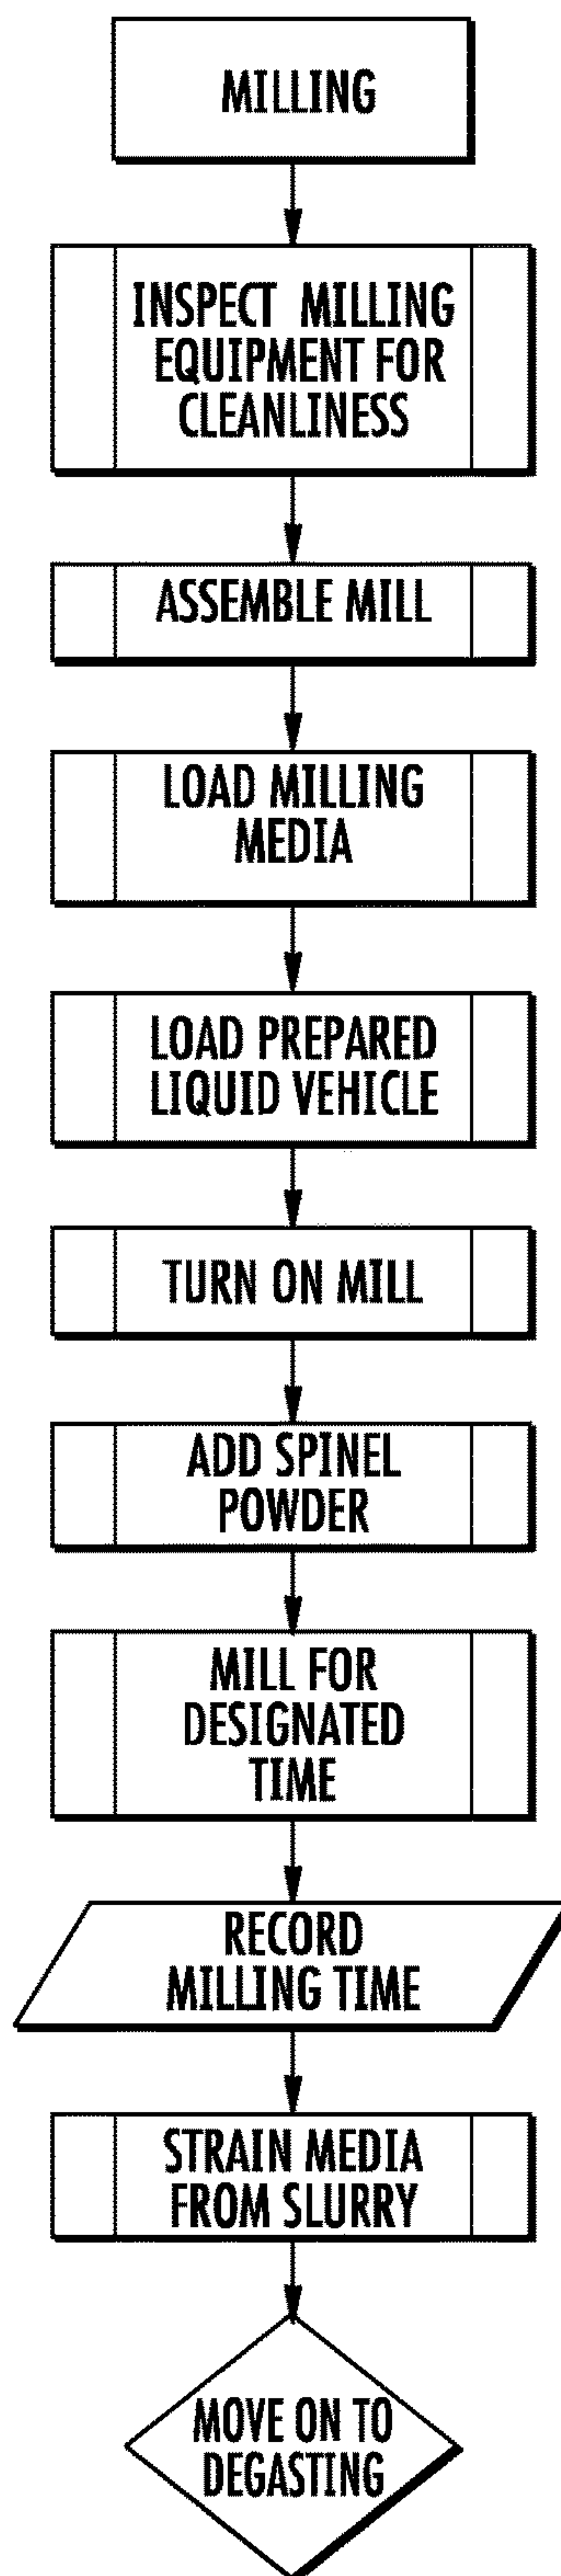 MILLING
INSPECT MILLING
EQUIPMENT FOR
CLEANLINESS
ASSEMBLE MILL
LOAD MILLING
MEDIA
LOAD PREPARED
LIQUID VEHICLE
TURN ON MILL
ADD SPINEL
POWDER
MILL FOR
DESIGNATED
TIME
RECORD
MILLING TIME
STRAIN MEDIA
FROM SLURRY
MOVE ON TO
DEGASTING